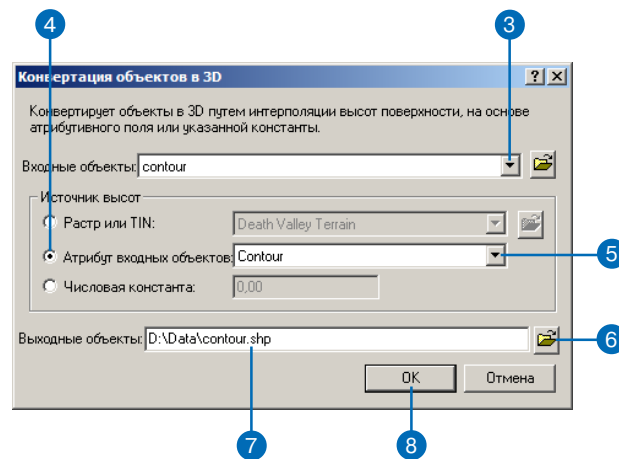 4
3
Конвертация объектов в 3D
Конвертирует объекты в 3D путем интерполяции высот поверхности, на основе
атрибутивного поля или указанной константы.
Входные объекты: contour
Источник высот
Растр или TIN: Death Valley Terrain
Атрибут входных объектов: Contour
5
Числовая константа: 0,00
Выходные объекты: D:\Data\contour.shp
6
OK
Отмена
7
8